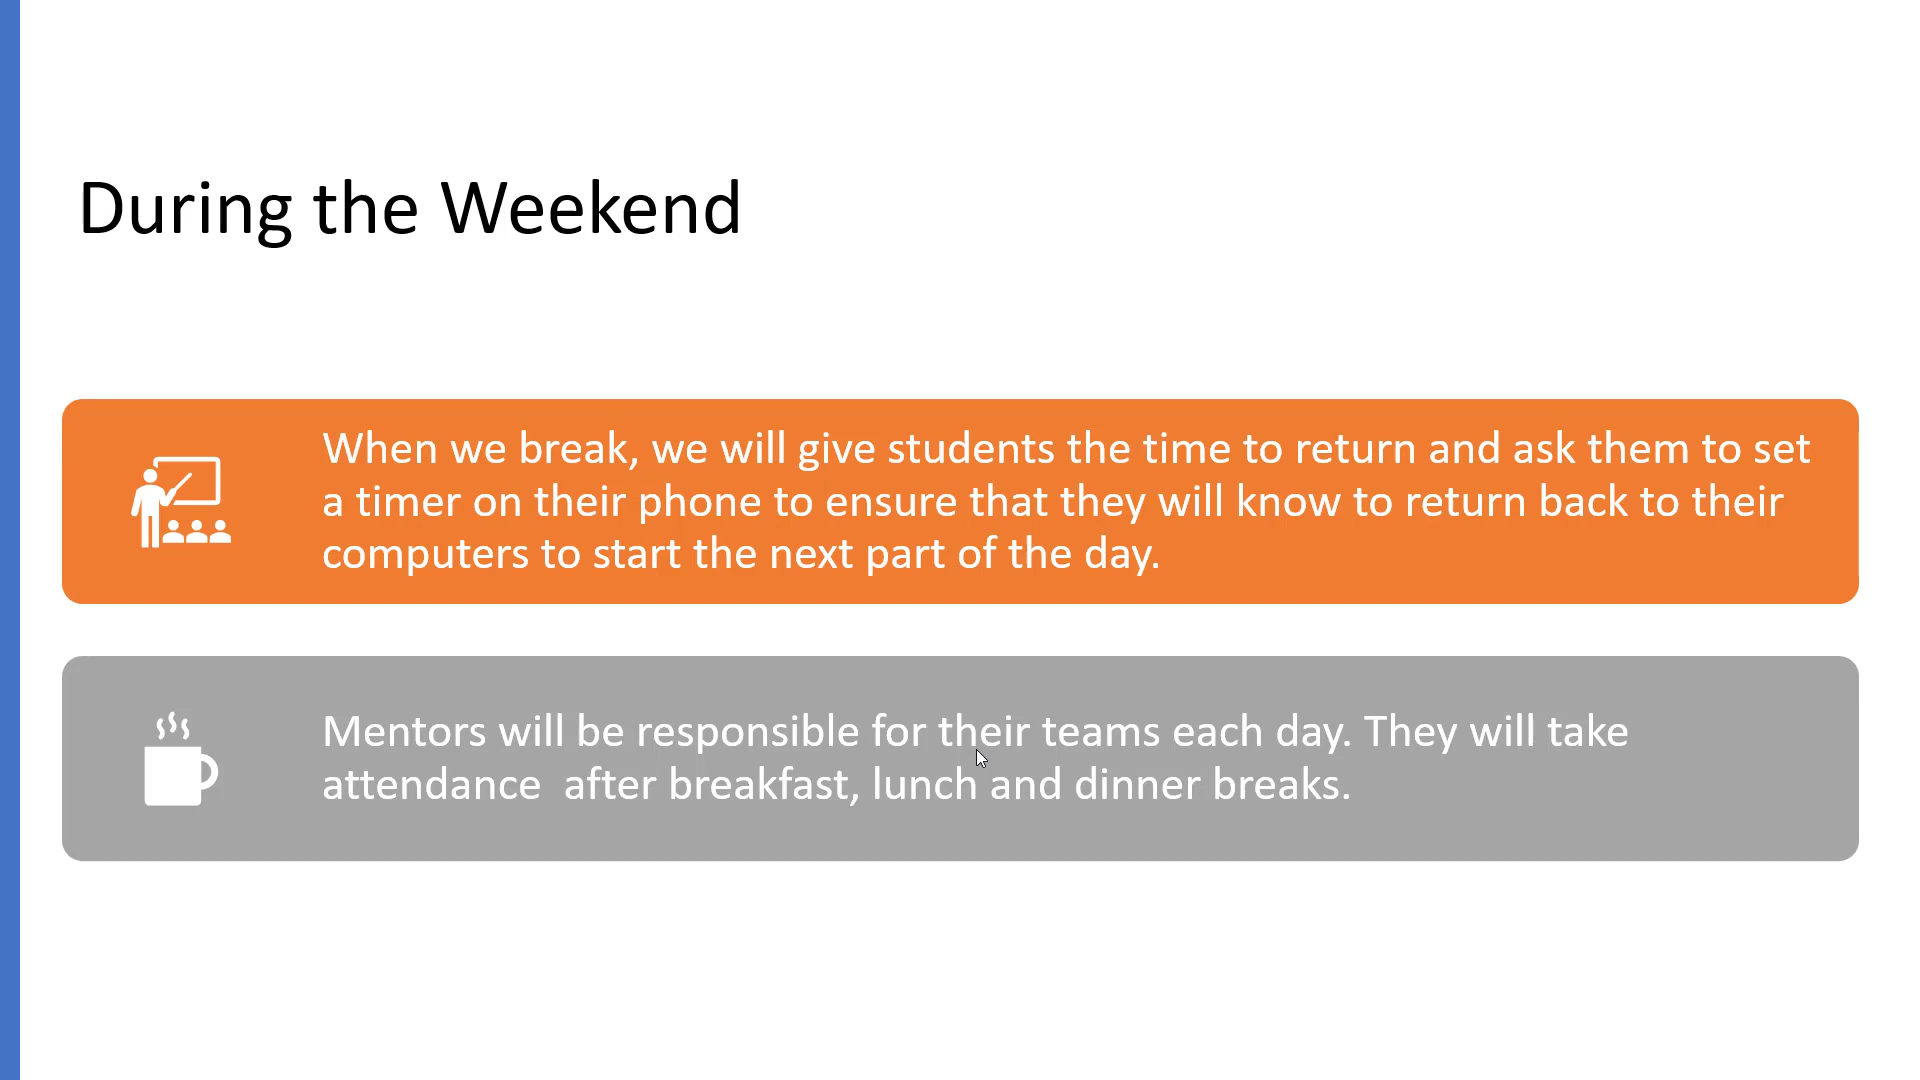 During the Weekend
When we break, we will give students the time to return and ask them to set
a timer on their phone to ensure that they will know to return back to their
computers to start the next part of the day.
Mentors will be responsible for their teams each day. They will take
attendance  after breakfast, lunch and dinner breaks.